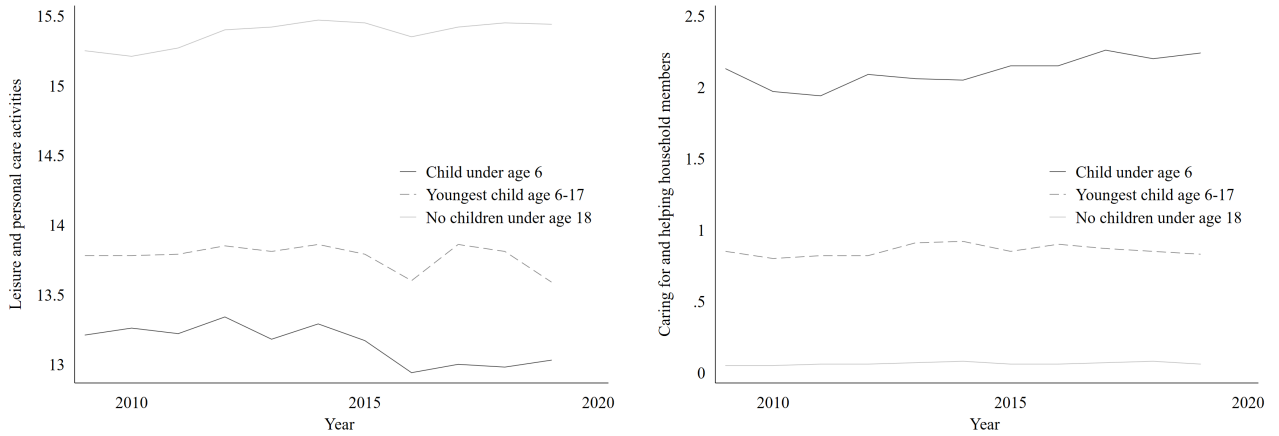 Leisure and personal care activities
15.5
15
14.5
14
13.5
13
Child under age 6
Youngest child age 6-17
No children under age 18
2010
2015
2020
Year
Caring for and helping household members
2.5
2
1.5
1
.5
0
Child under age 6
Youngest child age 6-17
No children under age 18
2010
2015
2020
Year